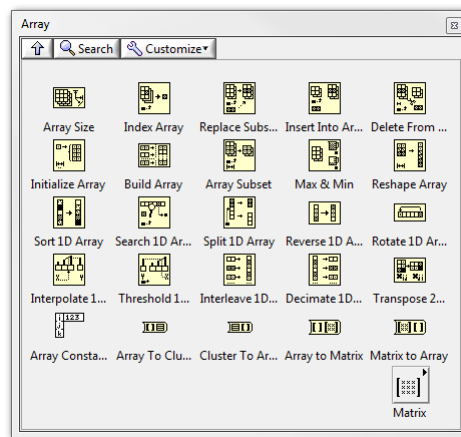 Array
Search Customize
Array Size Index Array Replace Subs... Insert Into Ar... Delete From ...
Initialize Array Build Array Array Subset Max & Min Reshape Array
Sort 1D Array Search 1D Ar... Split 1D Array Reverse 1D A... Rotate 1D Ar...
Interpolate 1... Threshold 1... Interleave 1D... Decimate 1D... Transpose 2...
Array Consta... Array To Clu... Cluster To Ar... Array to Matrix Matrix to Array
Matrix